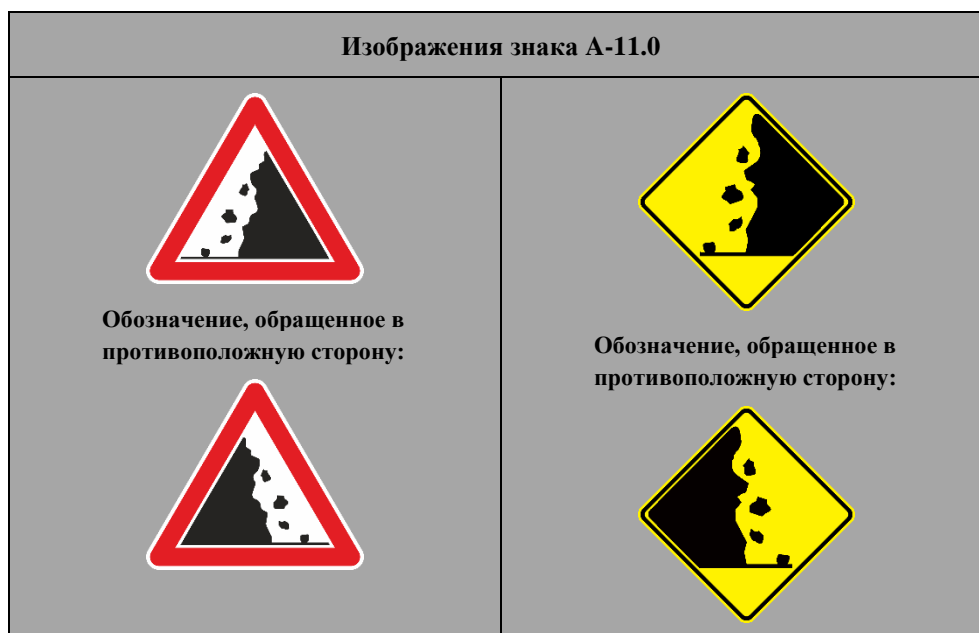 Изображения знака А-11.0
Обозначение, обращенное в
противоположную сторону:
Обозначение, обращенное в
противоположную сторону: